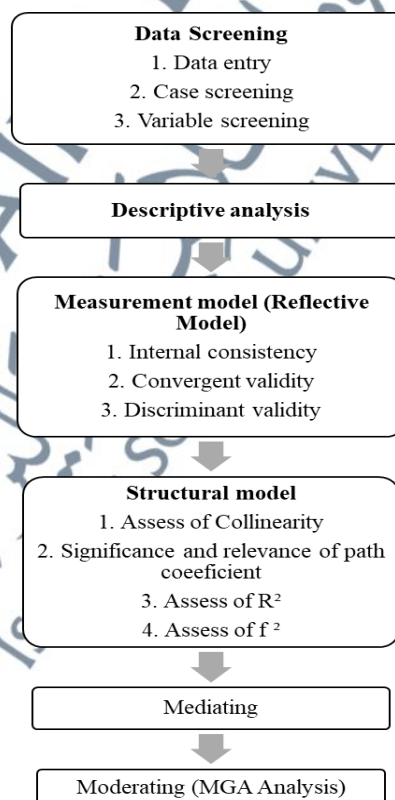 Data Screening
1. Data entry
2. Case screening
3. Variable screening
Descriptive analysis
Measurement model (Reflective
Model)
1. Internal consistency
2. Convergent validity
3. Discriminant validity
Structural model
1. Assess of Collinearity
2. Significance and relevance of path
coeeficient
3. Assess of R²
4. Assess of f ²
Mediating
Moderating (MGA Analysis)